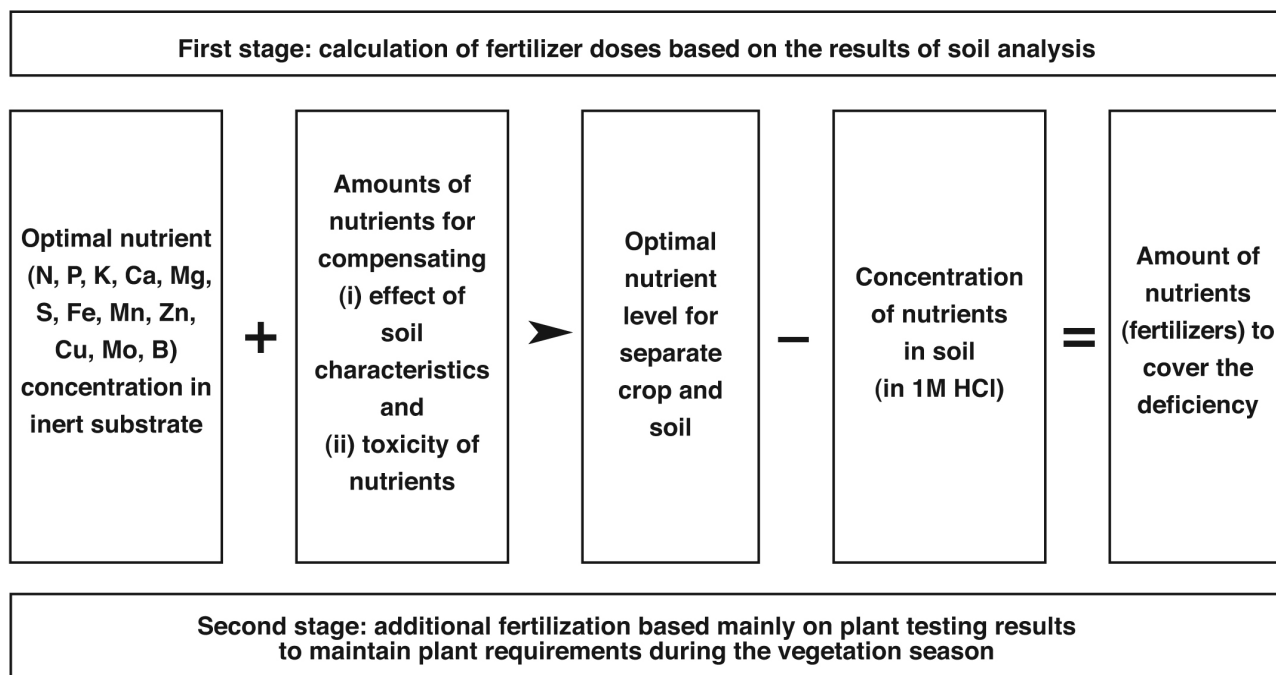 First stage: calculation of fertilizer doses based on the results of soil analysis
Optimal nutrient
(N, P, K, Ca, Mg,
S, Fe, Mn, Zn,
Cu, Mo, B)
concentration in
inert substrate
+
Amounts of
nutrients for
compensating
(i) effect of
soil
characteristics
and
(ii) toxicity of
nutrients
Optimal
nutrient
level for
separate
crop and
soil
–
Concentration
of nutrients
in soil
(in 1M HCl)
=
Amount of
nutrients
(fertilizers) to
cover the
deficiency
Second stage: additional fertilization based mainly on plant testing results
to maintain plant requirements during the vegetation season